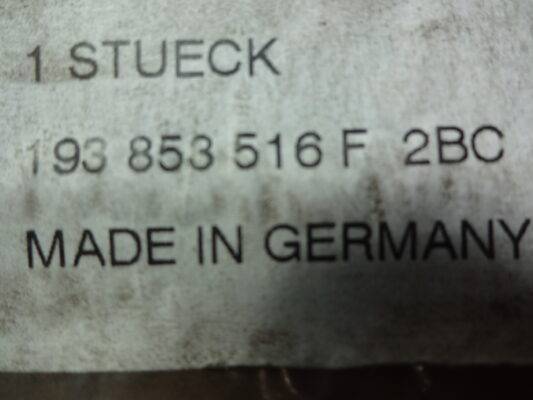 1 STUECK
193 853 516 F 2BC
MADE IN GERMANY